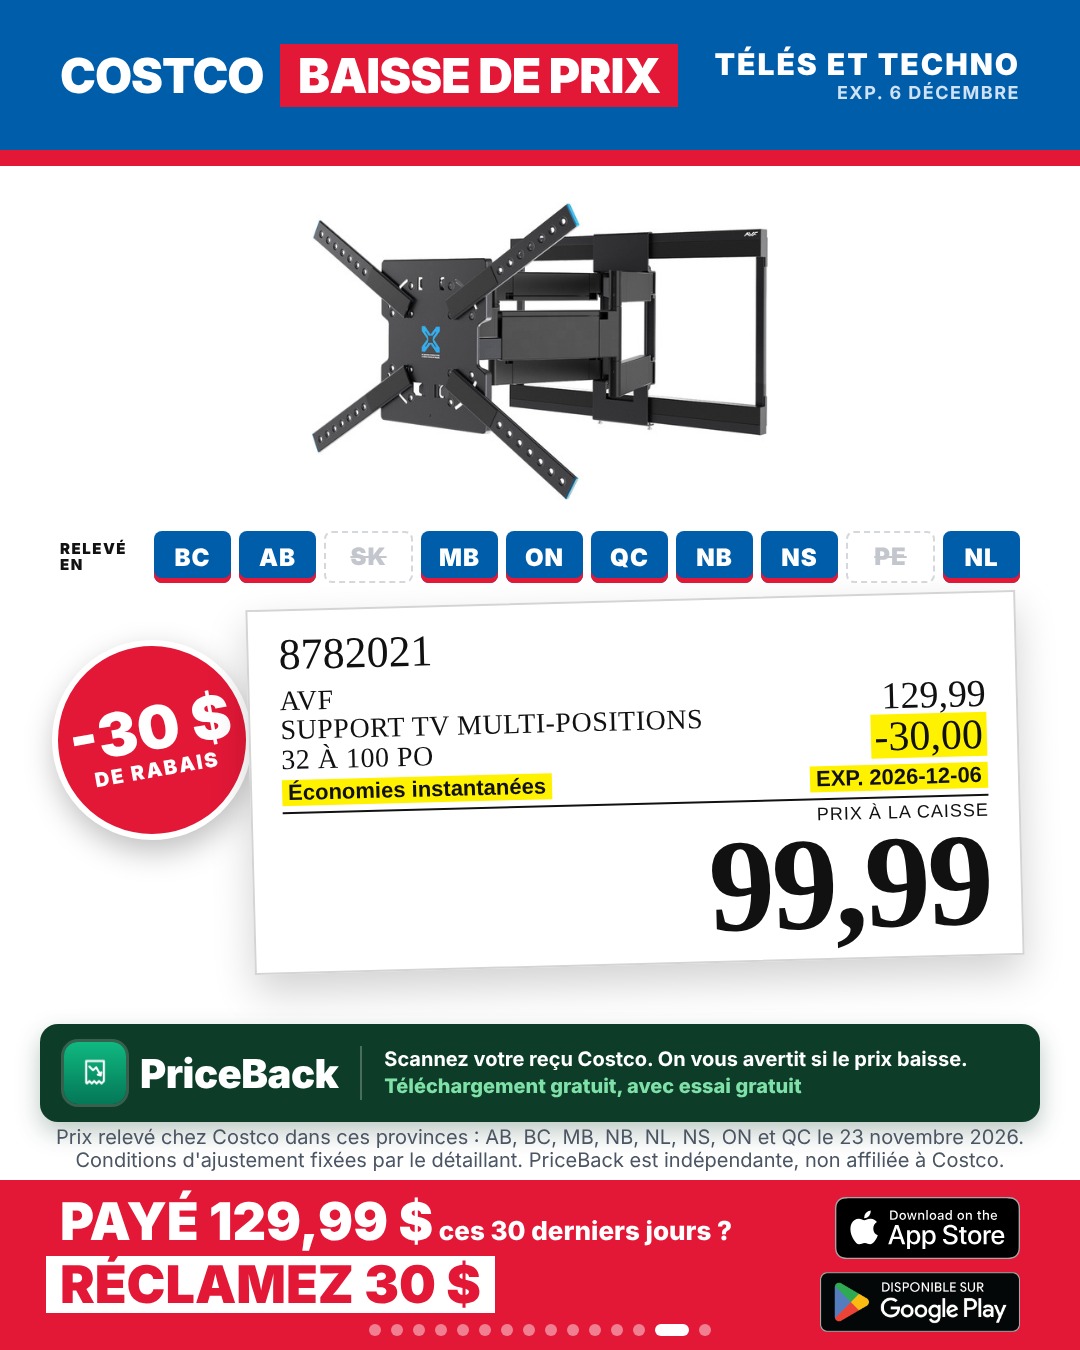 COSTCO BAISSE DE PRIX
TÉLÉS ET TECHNO
EXP. 6 DÉCEMBRE
AVF
RELEVÉ EN
BC AB SK MB ON QC NB NS PE NL
-30 $
DE RABAIS
8782021
AVF
SUPPORT TV MULTI-POSITIONS
32 À 100 PO
Économies instantanées
129,99
-30,00
EXP. 2026-12-06
PRIX À LA CAISSE
99,99
PriceBack
Scannez votre reçu Costco. On vous avertit si le prix baisse.
Téléchargement gratuit, avec essai gratuit
Prix relevé chez Costco dans ces provinces : AB, BC, MB, NB, NL, NS, ON et QC le 23 novembre 2026.
Conditions d'ajustement fixées par le détaillant. PriceBack est indépendante, non affiliée à Costco.
PAYÉ 129,99 $ ces 30 derniers jours ?
RÉCLAMEZ 30 $
Download on the
App Store
DISPONIBLE SUR
Google Play